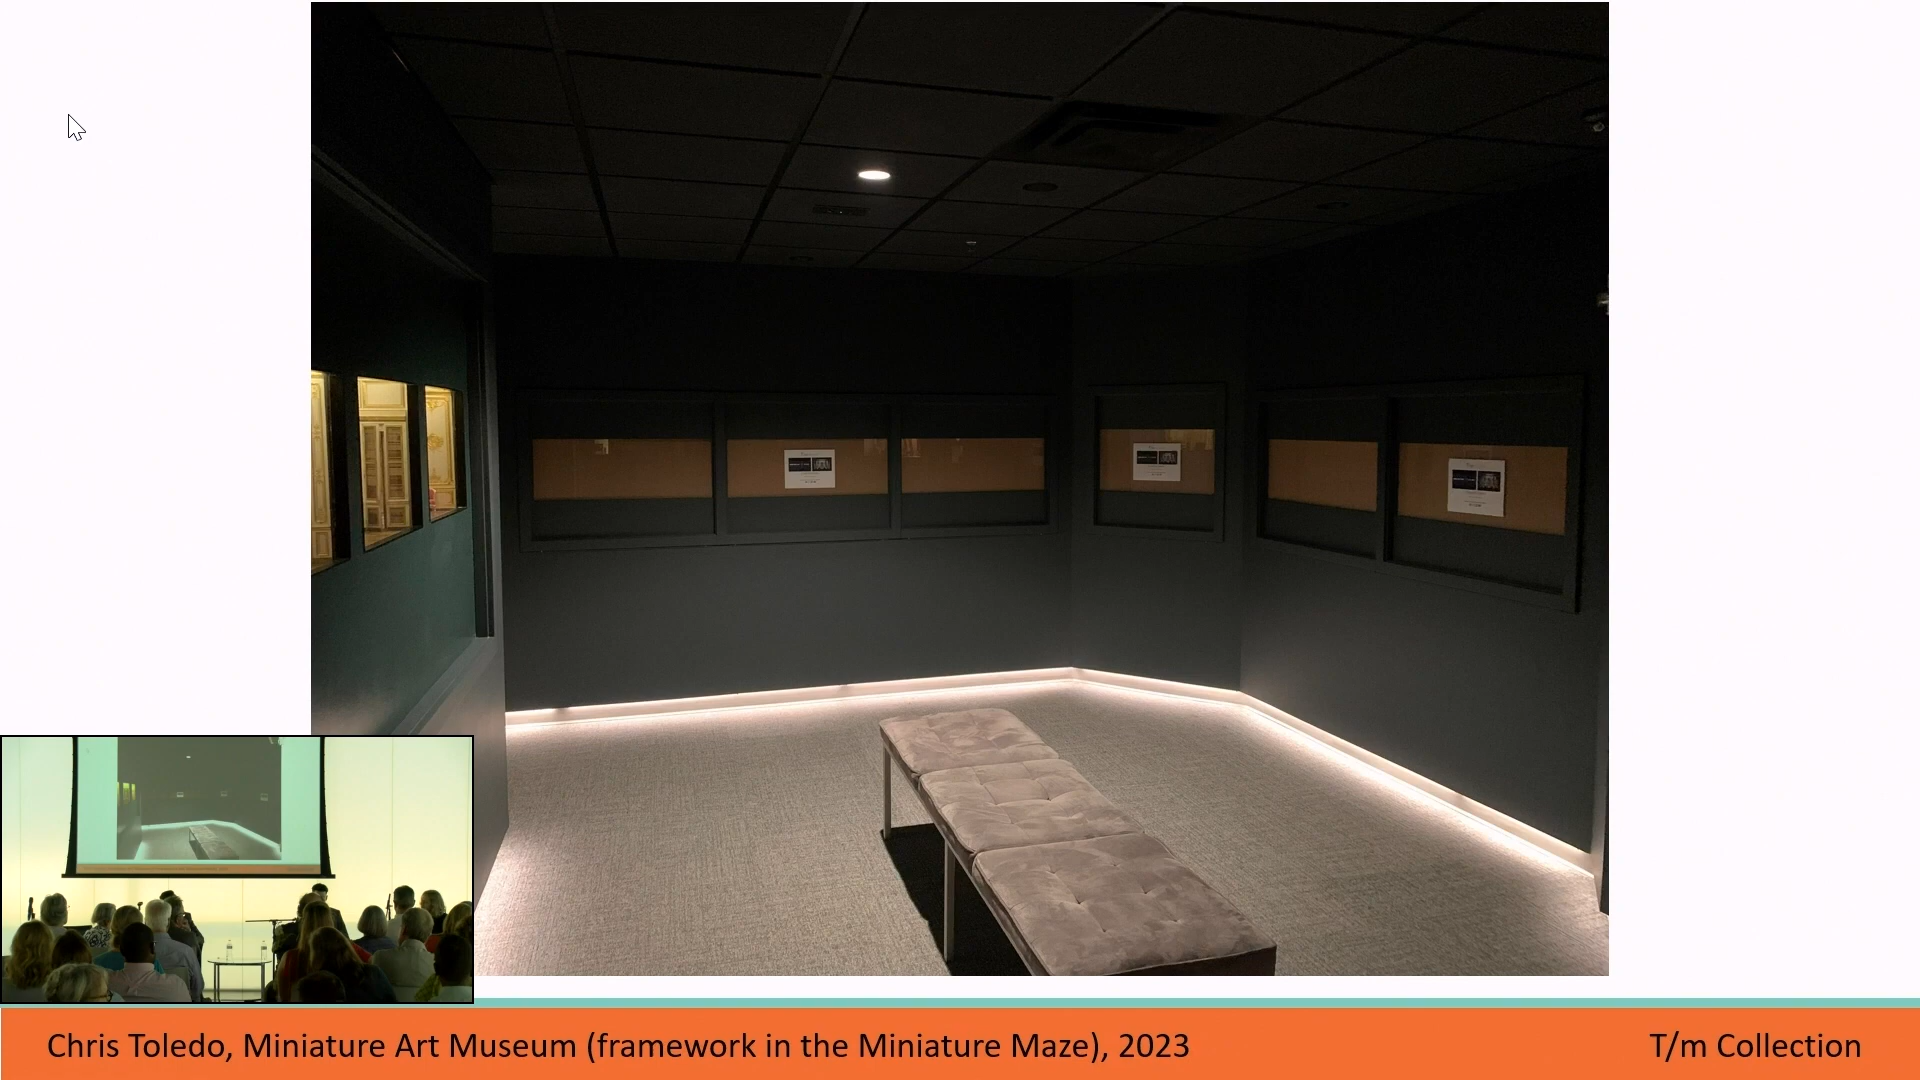 Chris Toledo, Miniature Art Museum (framework in the Miniature Maze), 2023
T/m Collection